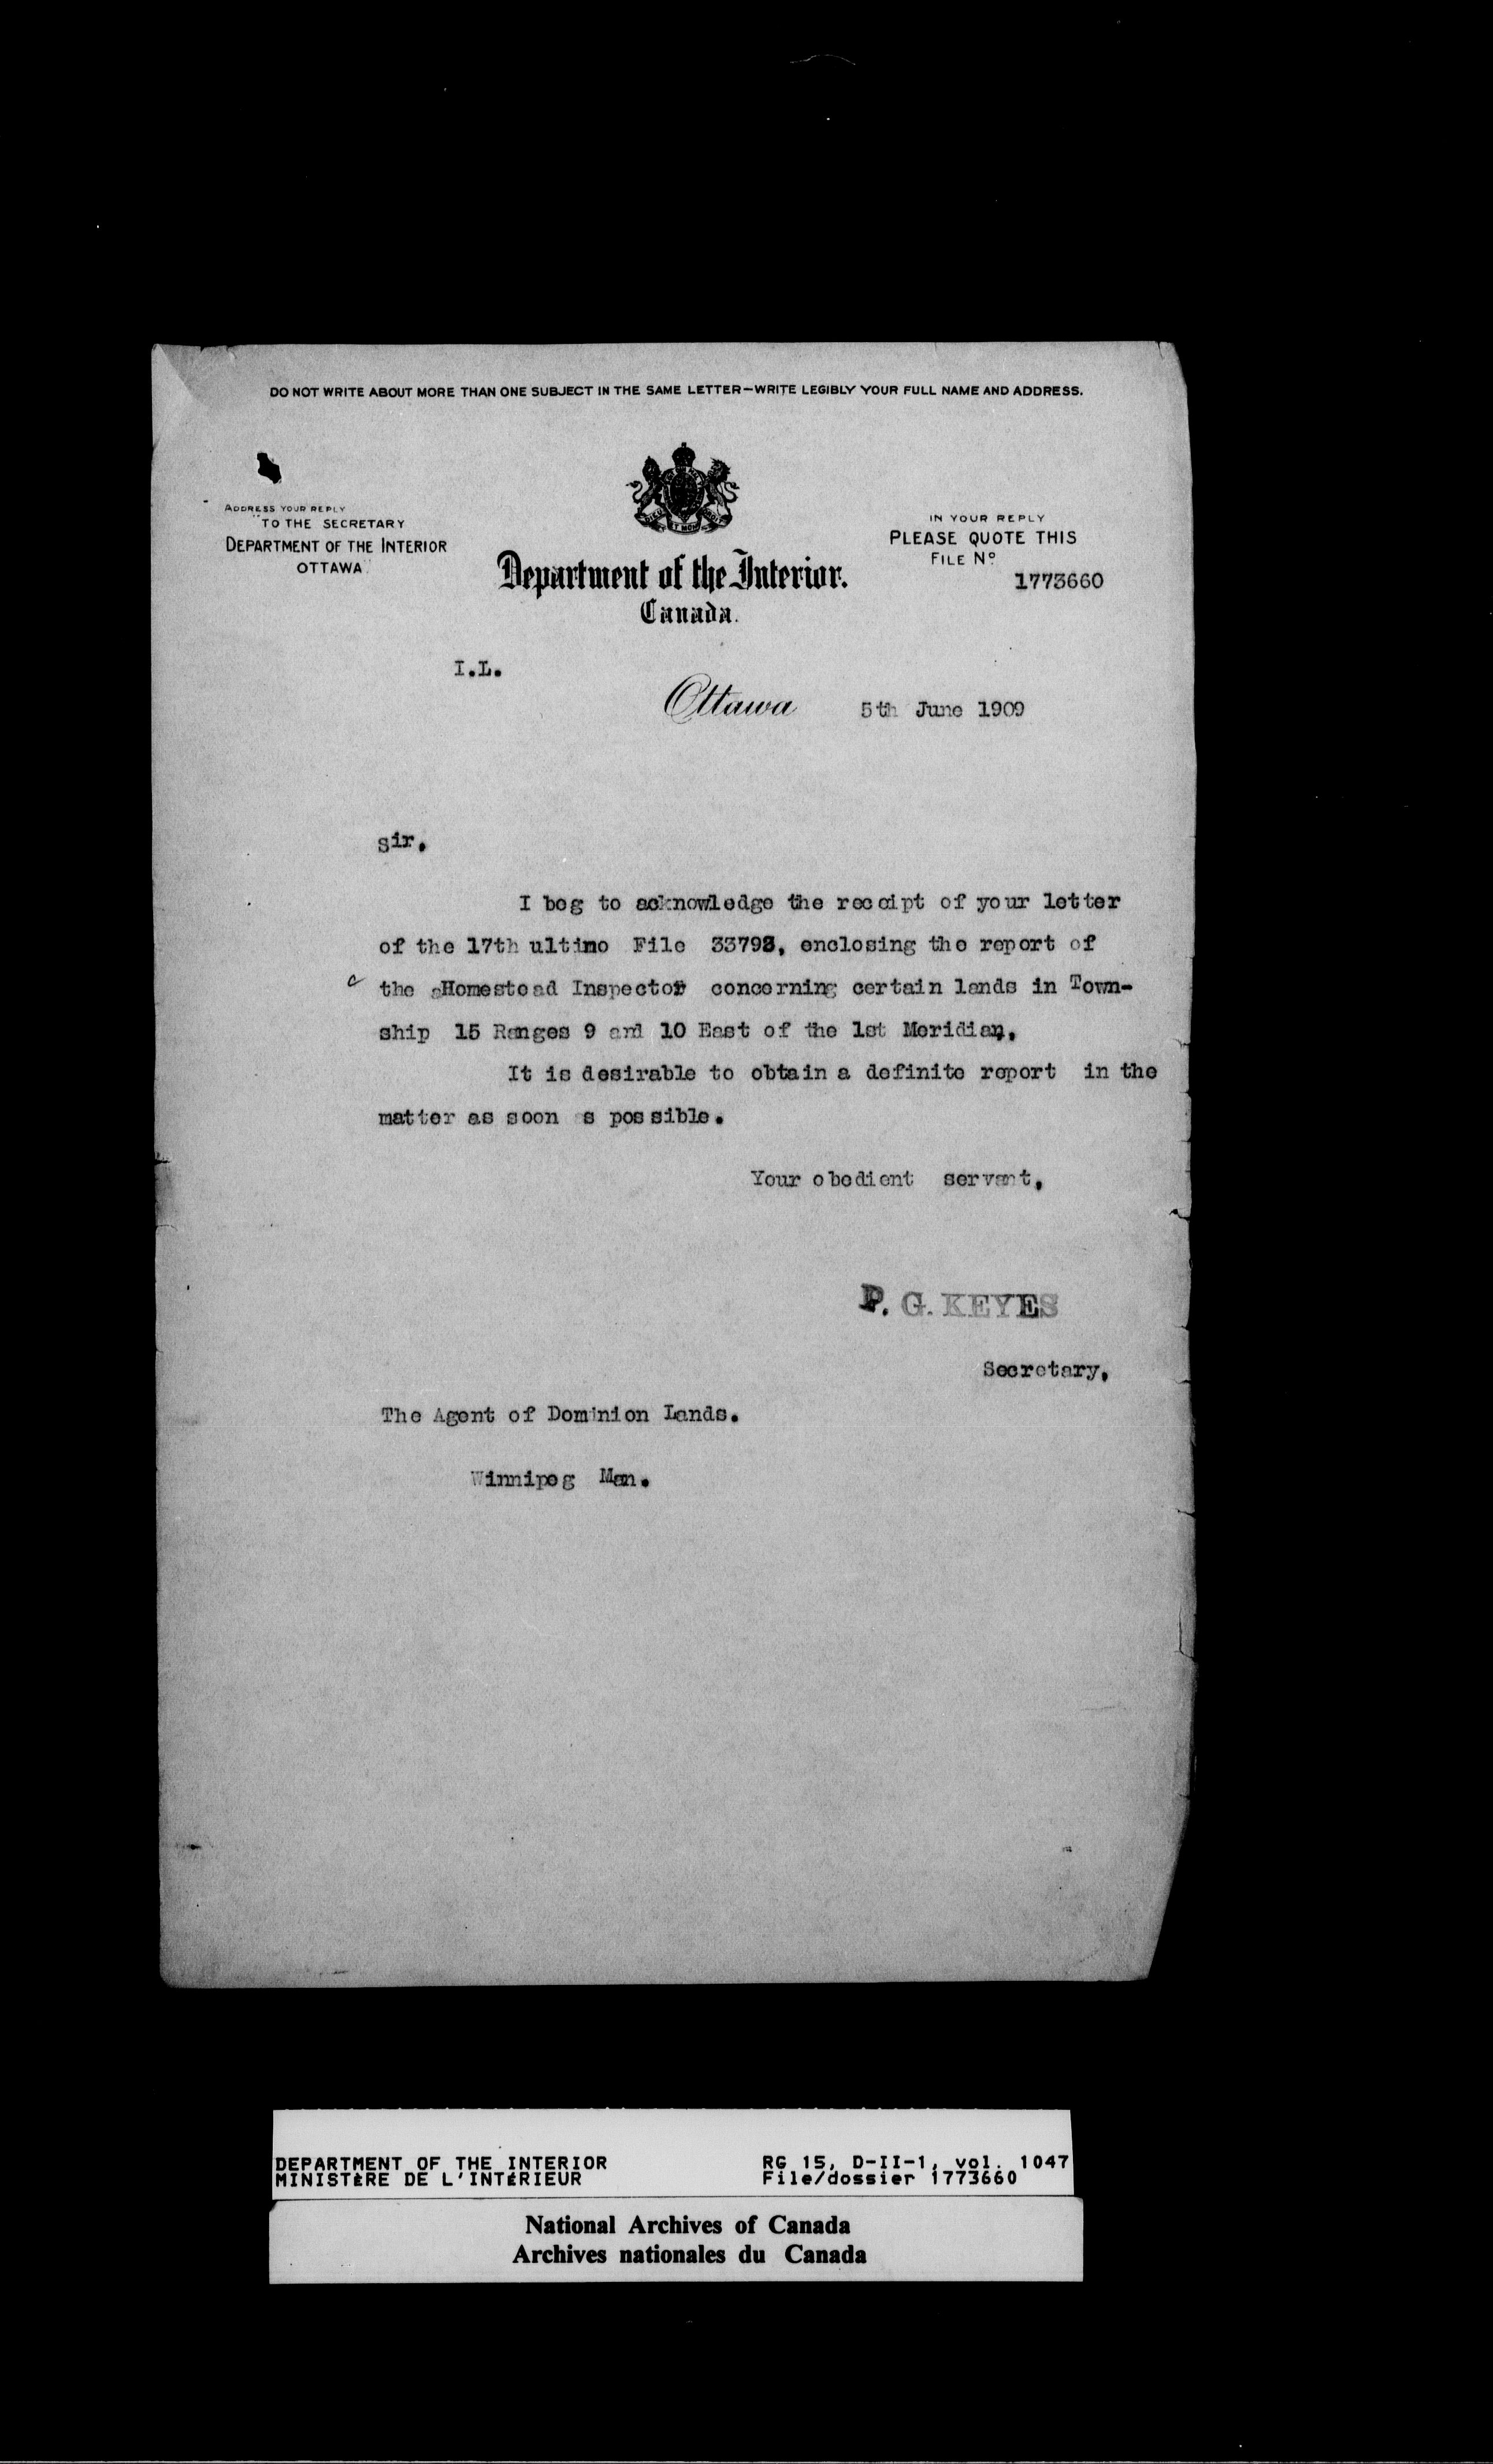 DO NOT WRITE ABOUT MORE THAN ONE SUBJECT IN THE SAME LETTER—WRITE LEGIBLY YOUR FULL NAME AND ADDRESS.
ADDRESS YOUR REPLY
TO THE SECRETARY
DEPARTMENT OF THE INTERIOR
OTTAWA
IN YOUR REPLY
PLEASE QUOTE THIS
FILE Nº
1773660
Department of the Interior.
Canada.
I.L.
Ottawa 5th June 1909
Sir,
I beg to acknowledge the receipt of your letter
of the 17th ultimo File 33798, enclosing the report of
the Homestead Inspector concerning certain lands in Town-
ship 15 Ranges 9 and 10 East of the 1st Meridian.
It is desirable to obtain a definite report in the
matter as soon s possible.
Your obedient servant,
P. G. KEYES
Secretary,
The Agent of Dominion Lands.
Winnipeg Man.
DEPARTMENT OF THE INTERIOR RG 15, D-II-1, vol. 1047
MINISTÈRE DE L'INTÉRIEUR File/dossier 1773660
National Archives of Canada
Archives nationales du Canada